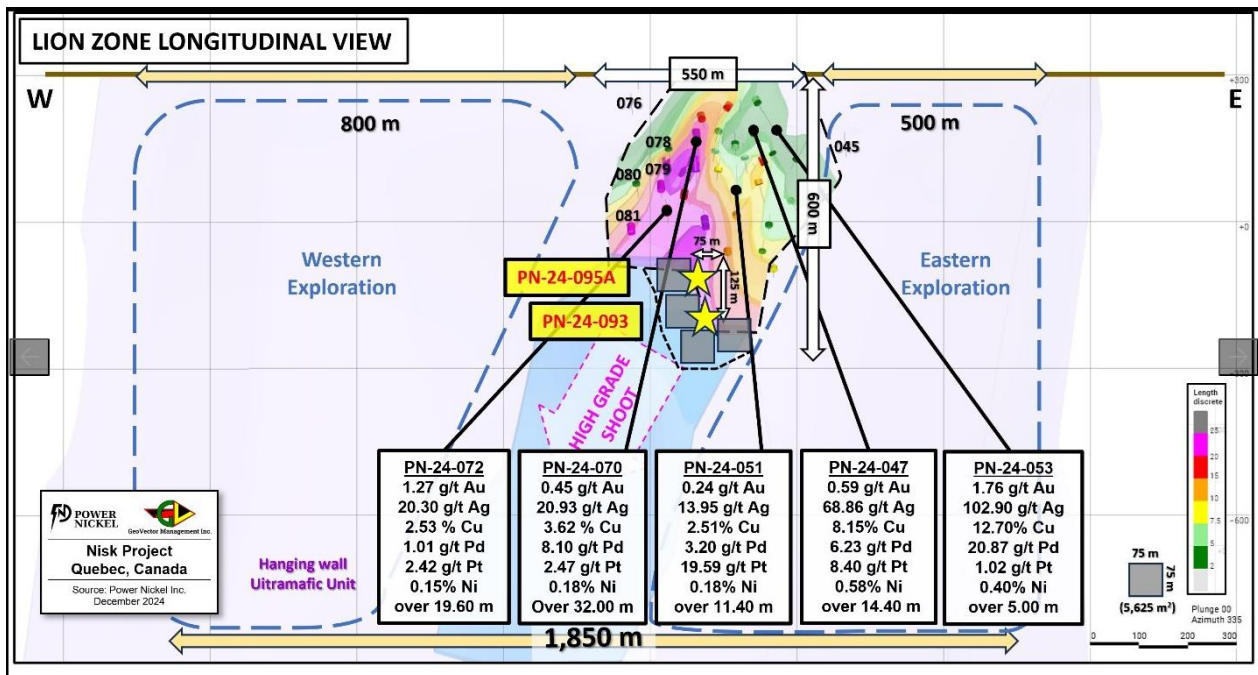 LION ZONE LONGITUDINAL VIEW
W
E
800 m
550 m
500 m
+300
076
078
079
080
081
045
600 m
+0
75 m
125 m
Western
Exploration
Eastern
Exploration
PN-24-095A
PN-24-093
HIGH GRADE
SHOOT
PN-24-072
1.27 g/t Au
20.30 g/t Ag
2.53 % Cu
1.01 g/t Pd
2.42 g/t Pt
0.15% Ni
over 19.60 m
PN-24-070
0.45 g/t Au
20.93 g/t Ag
3.62 % Cu
8.10 g/t Pd
2.47 g/t Pt
0.18% Ni
Over 32.00 m
PN-24-051
0.24 g/t Au
13.95 g/t Ag
2.51% Cu
3.20 g/t Pd
19.59 g/t Pt
0.18% Ni
over 11.40 m
PN-24-047
0.59 g/t Au
68.86 g/t Ag
8.15% Cu
6.23 g/t Pd
8.40 g/t Pt
0.58% Ni
over 14.40 m
PN-24-053
1.76 g/t Au
102.90 g/t Ag
12.70% Cu
20.87 g/t Pd
1.02 g/t Pt
0.40% Ni
over 5.00 m
Length
discrete
25
20
15
10
7.5
5
2
-600
POWER
NICKEL
GeoVector Management Inc.
Nisk Project
Quebec, Canada
Source: Power Nickel Inc.
December 2024
Hanging wall
Ultramafic Unit
75 m
75 m
(5,625 m²)
Plunge 00
Azimuth 335
0 100 200 300
1,850 m